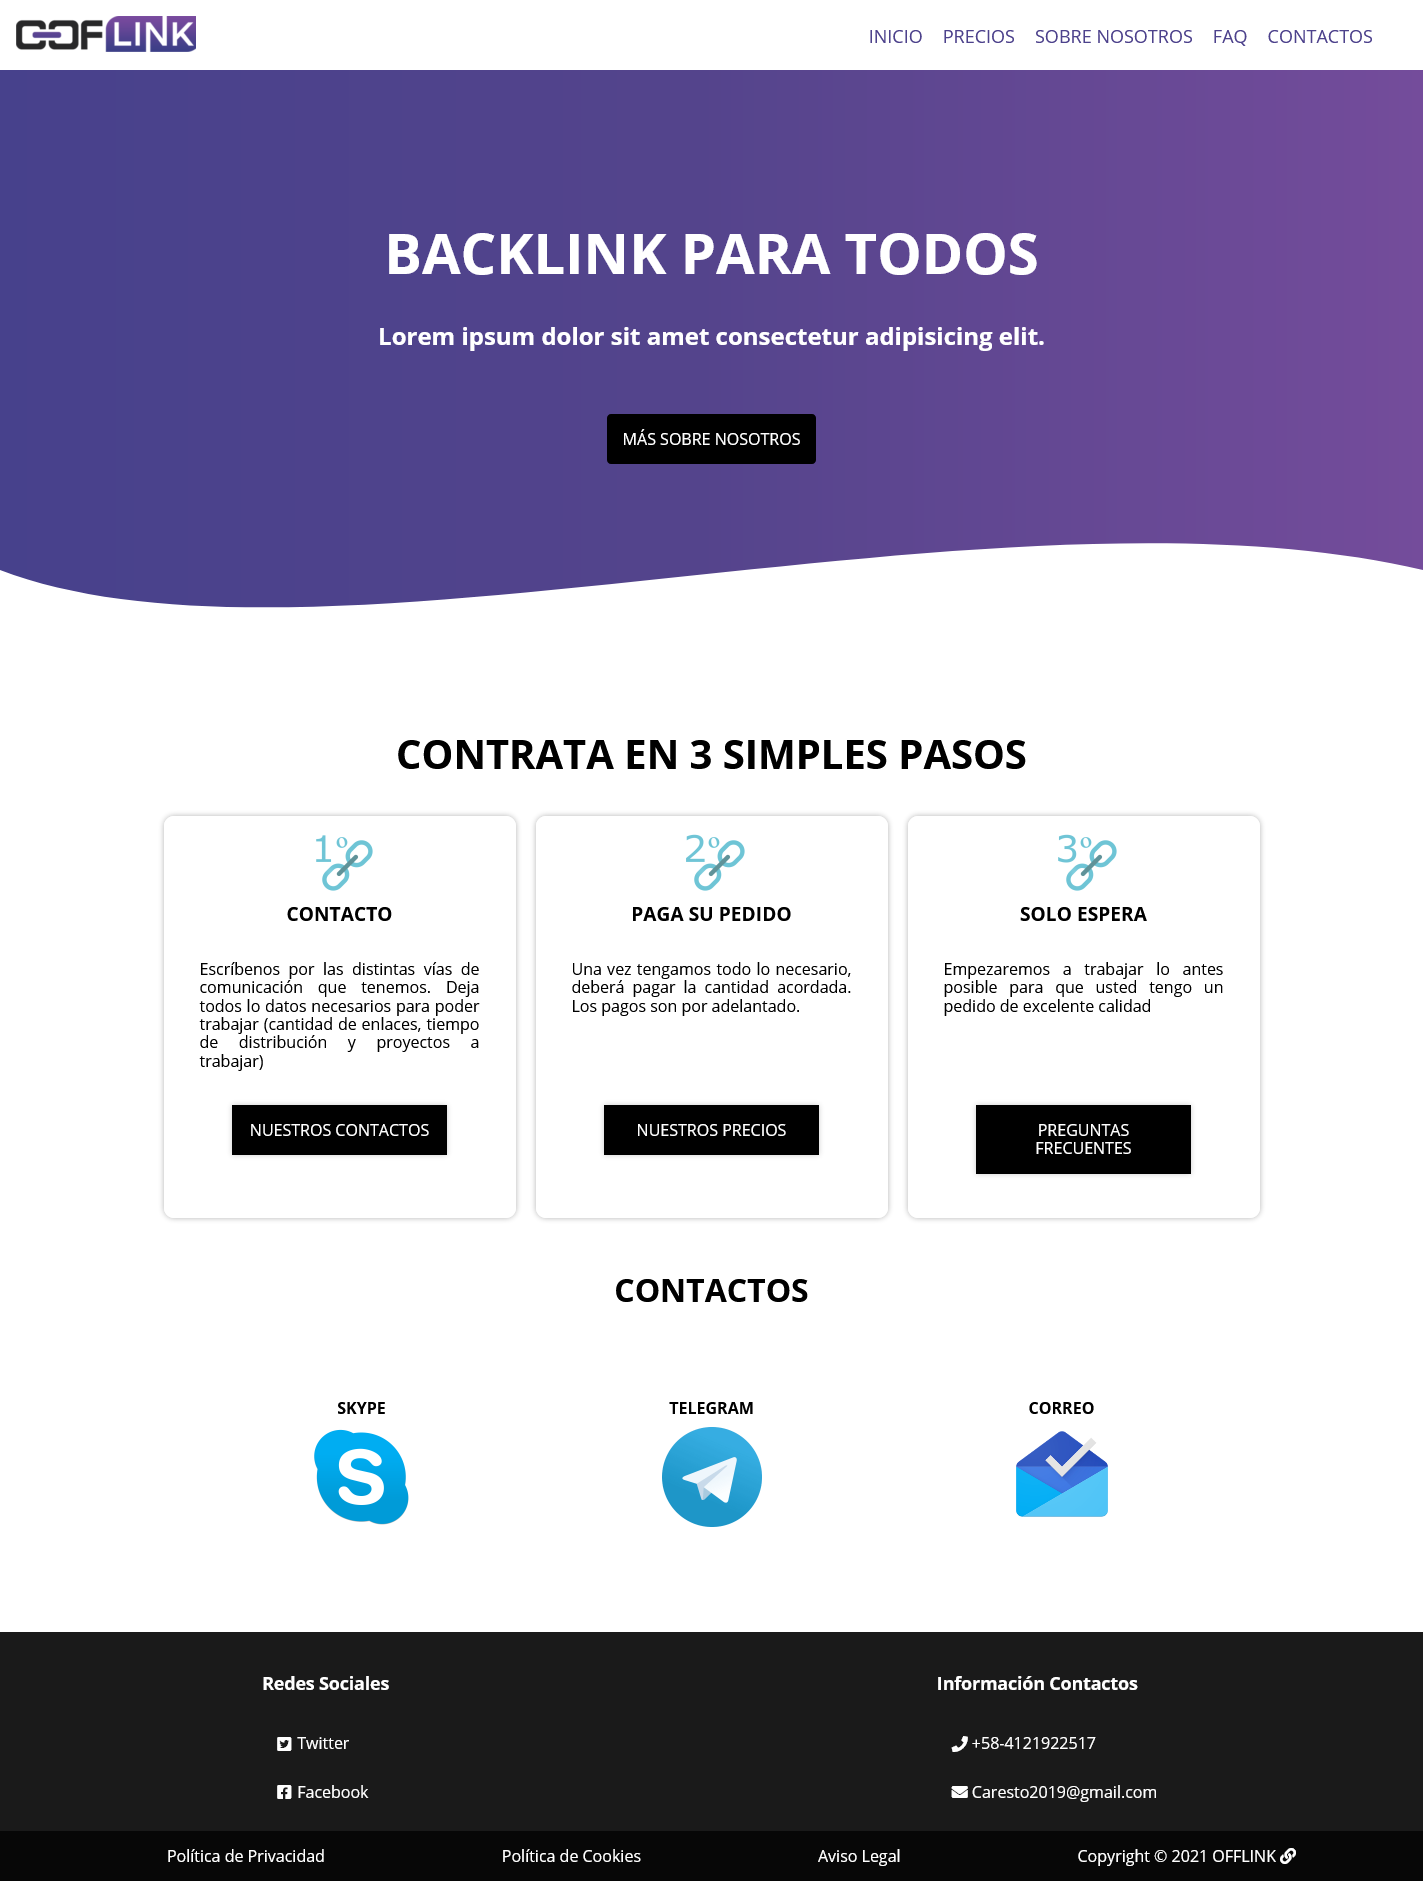 OFFLINK
INICIO PRECIOS SOBRE NOSOTROS FAQ CONTACTOS
BACKLINK PARA TODOS
Lorem ipsum dolor sit amet consectetur adipisicing elit.
MÁS SOBRE NOSOTROS
CONTRATA EN 3 SIMPLES PASOS
1º
CONTACTO
Escríbenos por las distintas vías de
comunicación que tenemos. Deja
todos lo datos necesarios para poder
trabajar (cantidad de enlaces, tiempo
de distribución y proyectos a
trabajar)
NUESTROS CONTACTOS
2º
PAGA SU PEDIDO
Una vez tengamos todo lo necesario,
deberá pagar la cantidad acordada.
Los pagos son por adelantado.
NUESTROS PRECIOS
3º
SOLO ESPERA
Empezaremos a trabajar lo antes
posible para que usted tengo un
pedido de excelente calidad
PREGUNTAS
FRECUENTES
CONTACTOS
SKYPE
S
TELEGRAM
CORREO
Redes Sociales
Twitter
Facebook
Información Contactos
+58-4121922517
Caresto2019@gmail.com
Política de Privacidad Política de Cookies Aviso Legal Copyright © 2021 OFFLINK